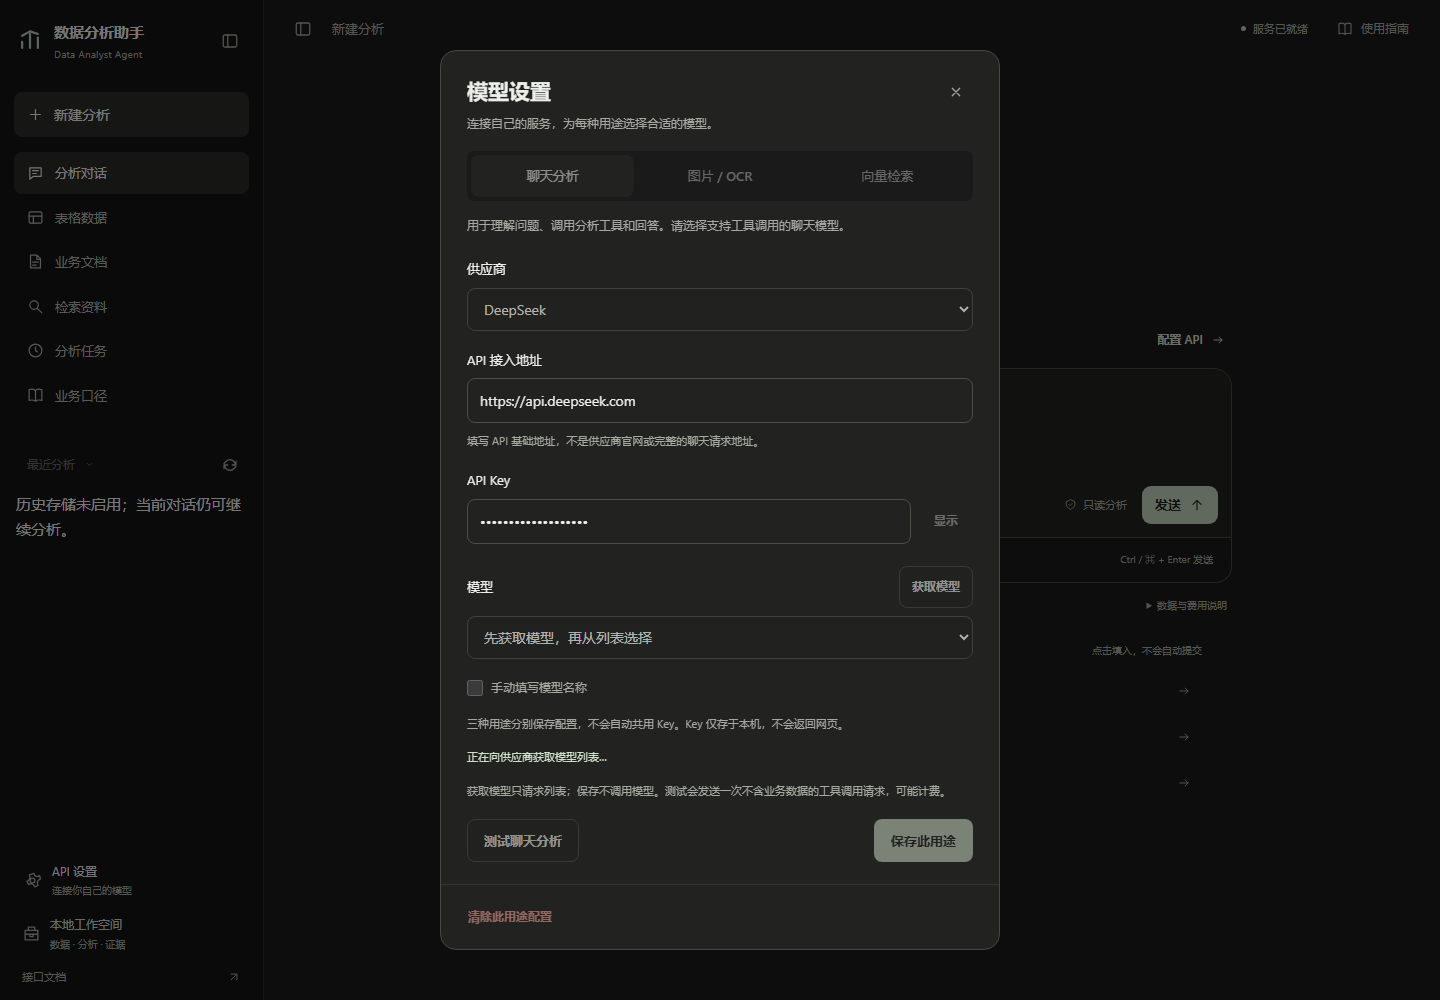 数据分析助手
Data Analyst Agent
新建分析
分析对话
表格数据
业务文档
检索资料
分析任务
业务口径
最近分析
历史存储未启用；当前对话仍可继
续分析。
API 设置
连接你自己的模型
本地工作空间
数据 · 分析 · 证据
接口文档
新建分析
服务已就绪
使用指南
模型设置
连接自己的服务，为每种用途选择合适的模型。
聊天分析
图片 / OCR
向量检索
用于理解问题、调用分析工具和回答。请选择支持工具调用的聊天模型。
供应商
DeepSeek
API 接入地址
https://api.deepseek.com
填写 API 基础地址，不是供应商官网或完整的聊天请求地址。
API Key
•••••••••••••••••••
显示
模型
获取模型
先获取模型，再从列表选择
手动填写模型名称
三种用途分别保存配置，不会自动共用 Key。Key 仅存于本机，不会返回网页。
正在向供应商获取模型列表...
获取模型只请求列表；保存不调用模型。测试会发送一次不含业务数据的工具调用请求，可能计费。
测试聊天分析
保存此用途
清除此用途配置
配置 API →
只读分析
发送 ↑
Ctrl / ⌘ + Enter 发送
数据与费用说明
点击填入，不会自动提交